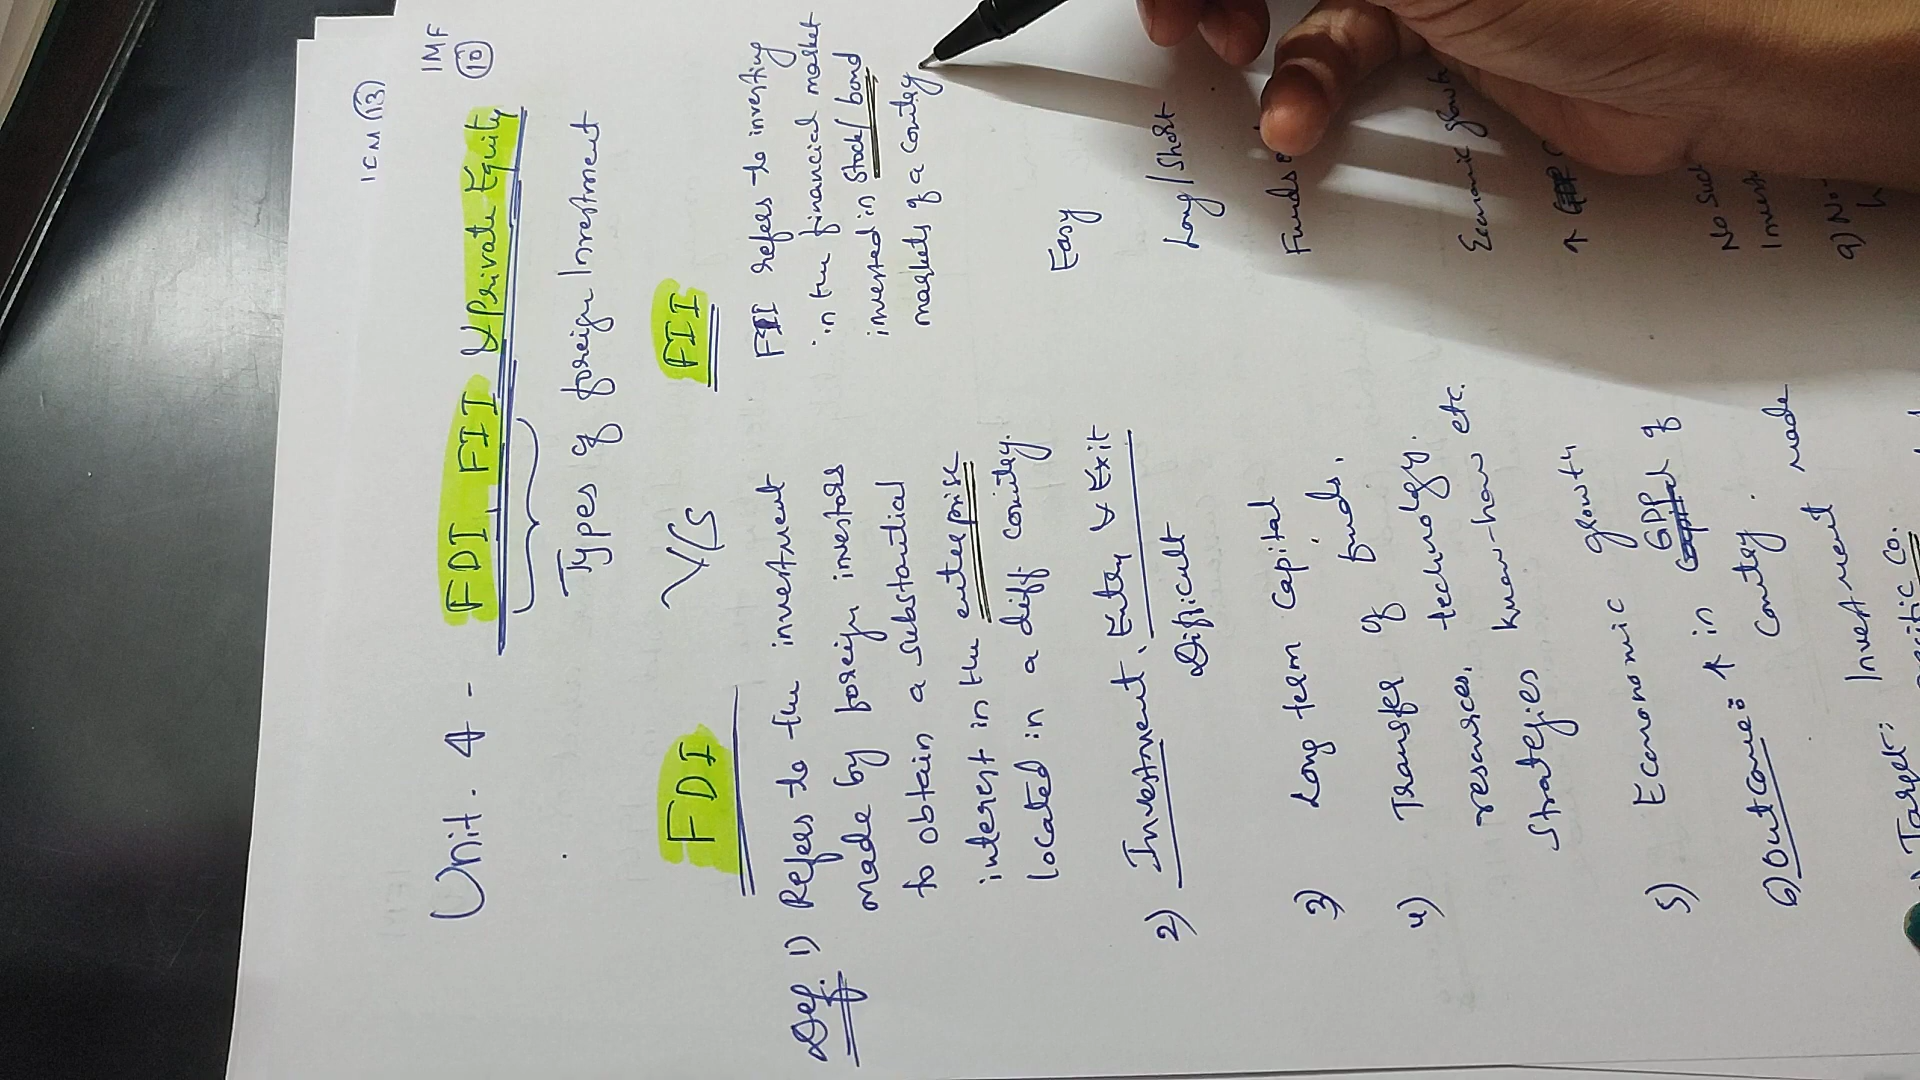 ICM 13
IMF
10
Unit. 4 - FDI, FII & Private Equity
Types of foreign Investment
FDI V/S FII
Def. 1) Refers to the investment
made by foreign investors
to obtain a substantial
interest in the enterprise
located in a diff country.
FII refers to investing
in the financial market
invested in Stock/bond
markets of a country
2) Investment, Entry & Exit
Difficult
Easy
3) Long term capital
Long/Short
4) Transfer of funds,
resources, technology.
Strategies know-how etc.
Funds
5) Econonomic growth
Economic growth
6) Outcome: ↑ in GDP of
country.
↑
Investment made
No Such
Target:
Co.
9) No-